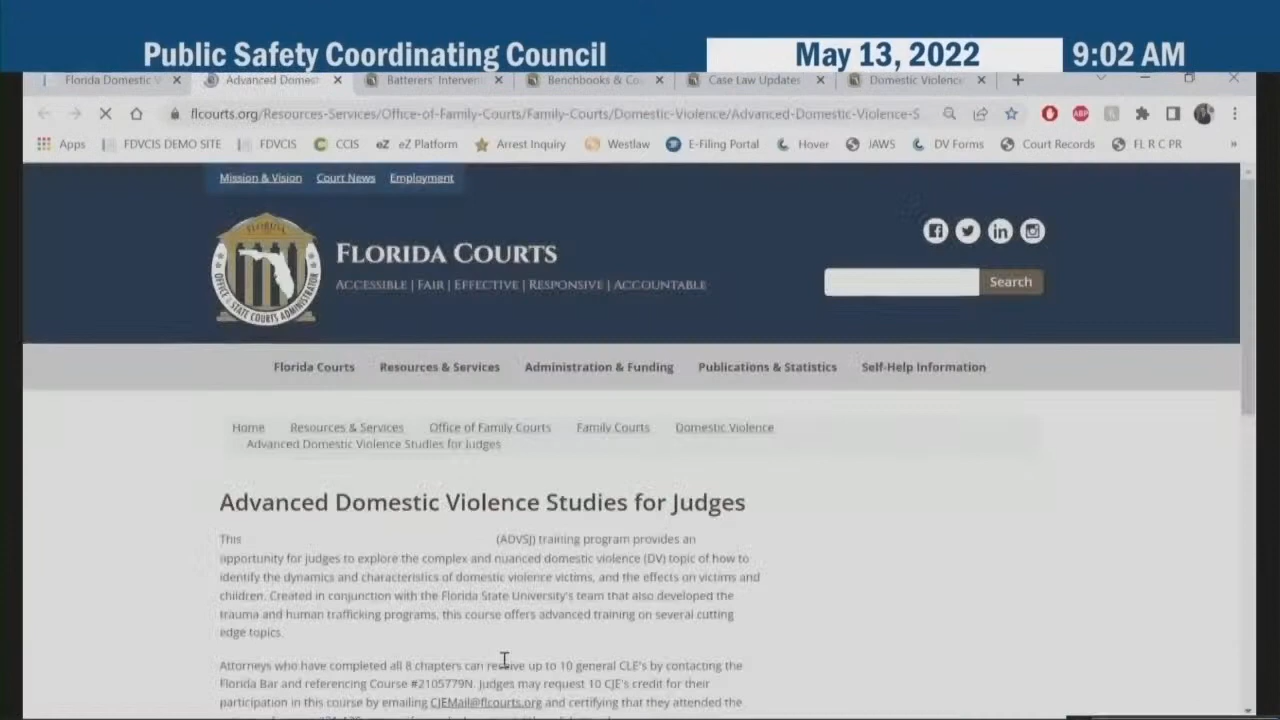 Public Safety Coordinating Council
May 13, 2022
9:02 AM
Florida Domestic V
Advanced Domest
Batterers' Interven
Benchbooks & Co
Case Law Updates
Domestic Violence
flcourts.org/Resources-Services/Office-of-Family-Courts/Family-Courts/Domestic-Violence/Advanced-Domestic-Violence-S
ABP
Apps
FDVCIS DEMO SITE
FDVCIS
CCIS
eZ eZ Platform
Arrest Inquiry
Westlaw
E-Filing Portal
Hover
JAWS
DV Forms
Court Records
FL R C PR
»
Mission & Vision
Court News
Employment
FLORIDA
OFFICE STATE COURTS ADMINISTRATOR
FLORIDA COURTS
ACCESSIBLE | FAIR | EFFECTIVE | RESPONSIVE | ACCOUNTABLE
Search
Florida Courts
Resources & Services
Administration & Funding
Publications & Statistics
Self-Help Information
Home
Resources & Services
Office of Family Courts
Family Courts
Domestic Violence
Advanced Domestic Violence Studies for Judges
Advanced Domestic Violence Studies for Judges
This (ADVSJ) training program provides an
opportunity for judges to explore the complex and nuanced domestic violence (DV) topic of how to
identify the dynamics and characteristics of domestic violence victims, and the effects on victims and
children. Created in conjunction with the Florida State University's team that also developed the
trauma and human trafficking programs, this course offers advanced training on several cutting
edge topics.
Attorneys who have completed all 8 chapters can receive up to 10 general CLE's by contacting the
Florida Bar and referencing Course #2105779N. Judges may request 10 CJE's credit for their
participation in this course by emailing CJEMail@flcourts.org and certifying that they attended the